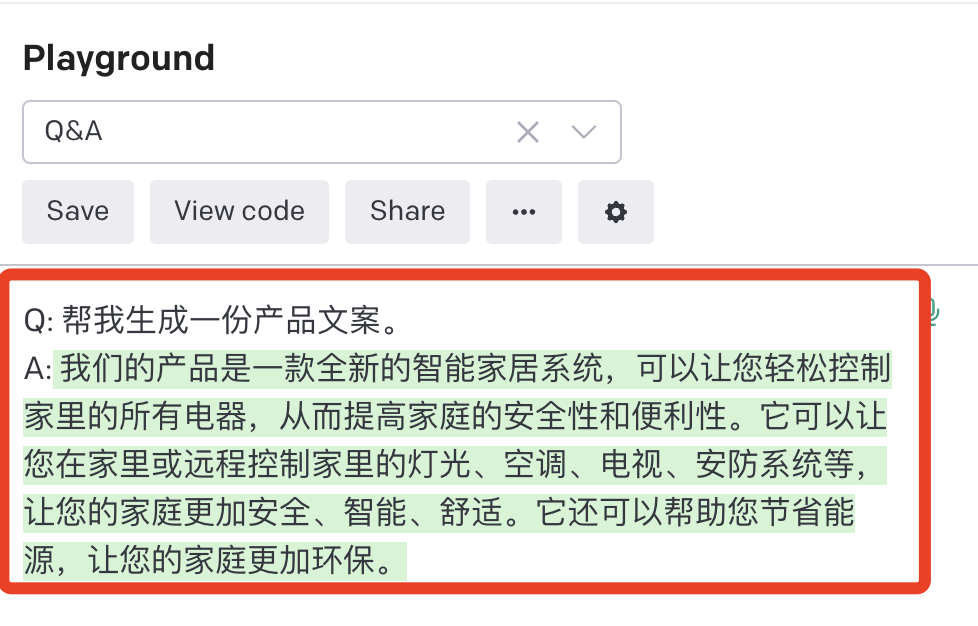 Playground
Q&A
Save View code Share ...
Q: 帮我生成一份产品文案。
A: 我们的产品是一款全新的智能家居系统，可以让您轻松控制
家里的所有电器，从而提高家庭的安全性和便利性。它可以让
您在家里或远程控制家里的灯光、空调、电视、安防系统等，
让您的家庭更加安全、智能、舒适。它还可以帮助您节省能
源，让您的家庭更加环保。